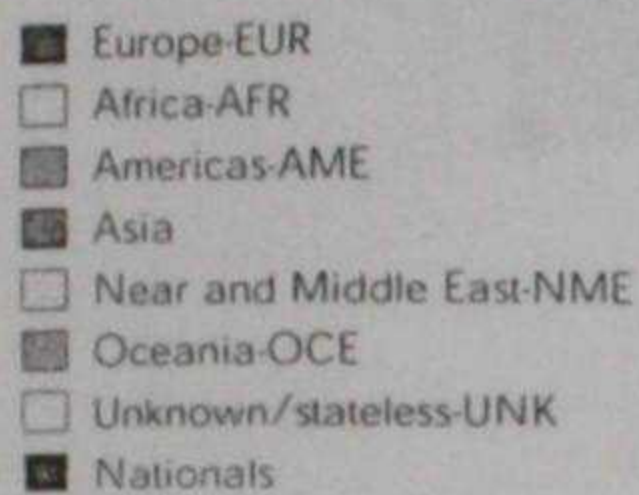 Europe-EUR
Africa-AFR
Americas-AME
Asia
Near and Middle East-NME
Oceania-OCE
Unknown/stateless-UNK
Nationals